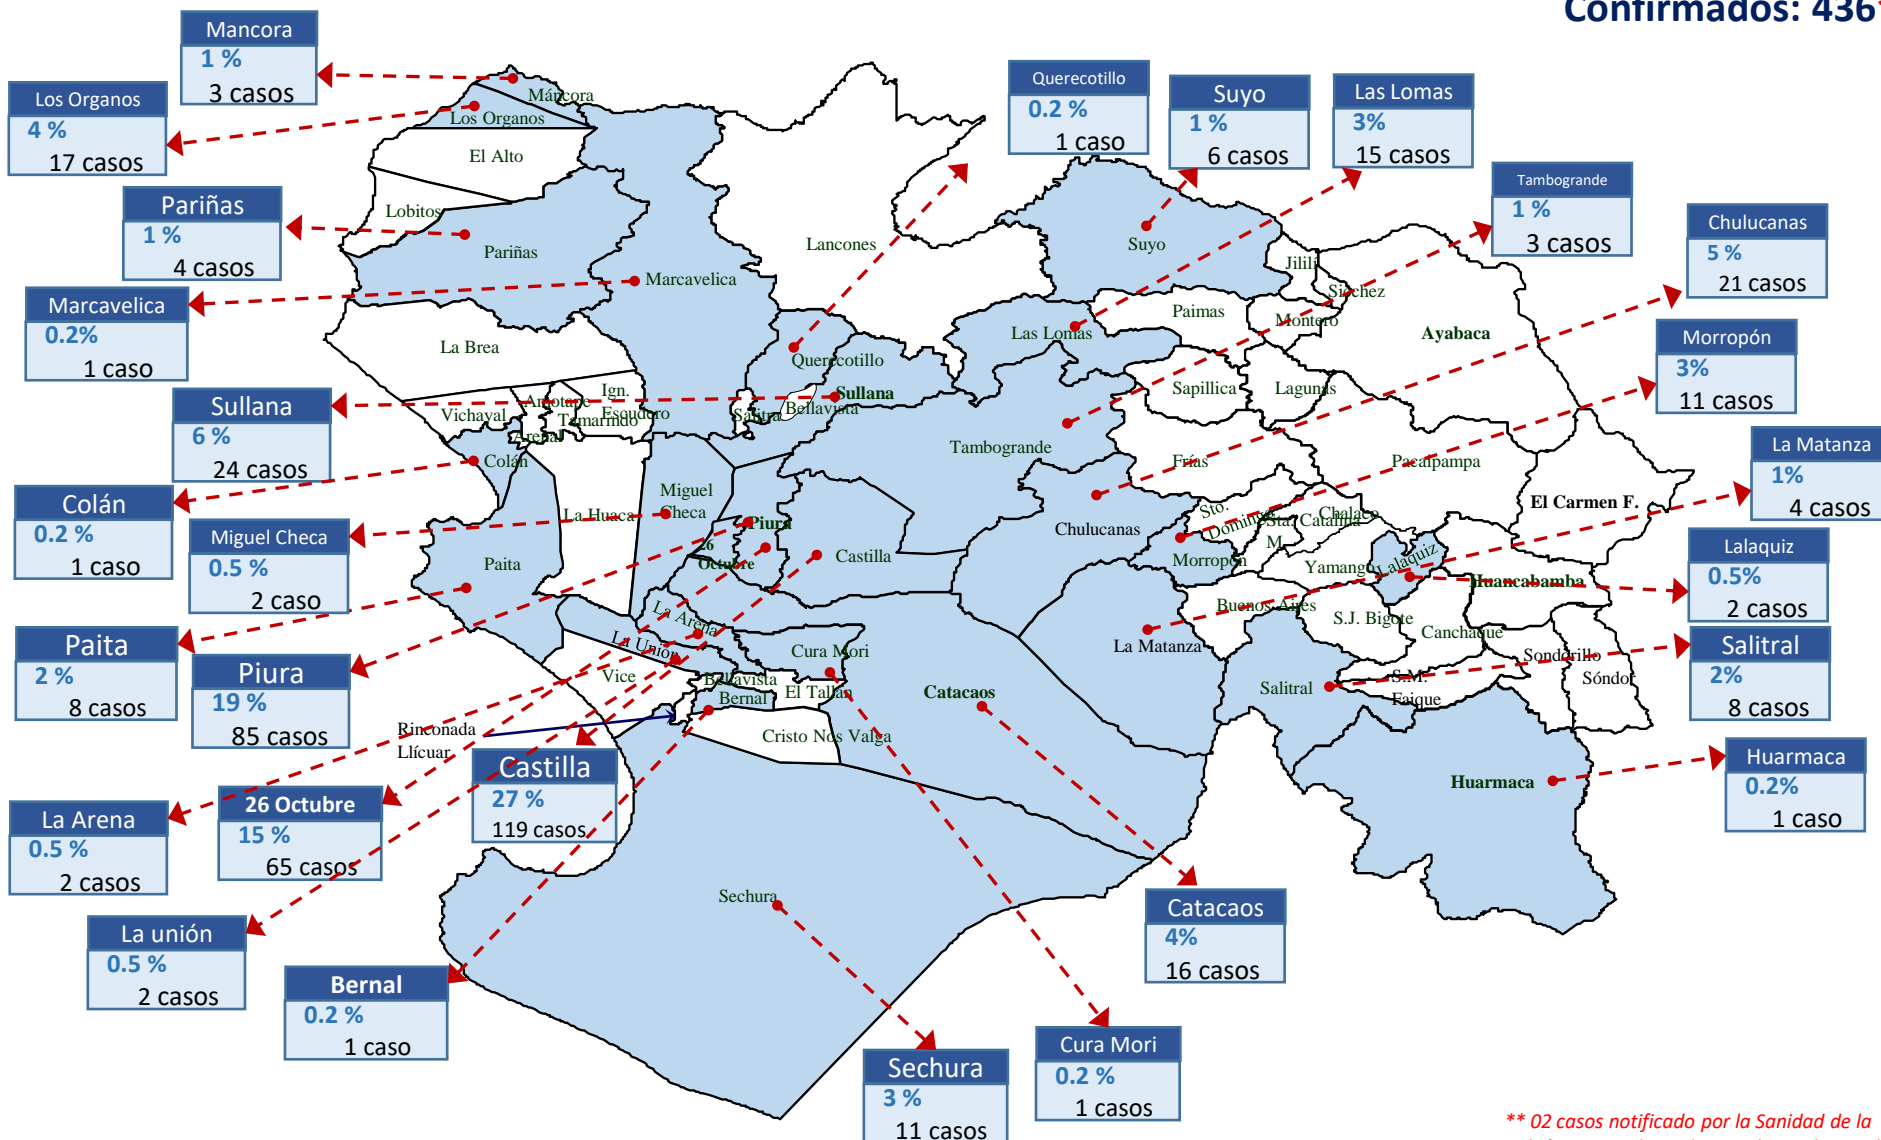 Confirmados: 436*
Mancora
1 %
3 casos
Los Organos
4 %
17 casos
Pariñas
1 %
4 casos
Marcavelica
0.2%
1 caso
Sullana
6 %
24 casos
Colán
0.2 %
1 caso
Miguel Checa
0.5 %
2 caso
Paita
2 %
8 casos
Piura
19 %
85 casos
La Arena
0.5 %
2 casos
26 Octubre
15 %
65 casos
La unión
0.5 %
2 casos
Bernal
0.2 %
1 caso
Castilla
27 %
119 casos
Sechura
3 %
11 casos
Cura Mori
0.2 %
1 casos
Catacaos
4%
16 casos
Querecotillo
0.2 %
1 caso
Suyo
1 %
6 casos
Las Lomas
3%
15 casos
Tambogrande
1 %
3 casos
Chulucanas
5 %
21 casos
Morropón
3%
11 casos
La Matanza
1%
4 casos
Lalaquiz
0.5%
2 casos
Salitral
2%
8 casos
Huarmaca
0.2%
1 caso
Máncora
Los Organos
El Alto
Lobitos
Pariñas
Marcavelica
Lancones
Suyo
Jililí
Sicchez
Paimas
Montero
Ayabaca
La Brea
Querecotillo
Las Lomas
Sapillica
Lagunas
Sullana
Ign.
Escudero
Amotape
Tamarindo
Vichayal
Arenal
Salitral
Bellavista
Tambogrande
Frías
Pacaipampa
Colán
El Carmen F.
Miguel
Checa
La Huaca
Piura
26
Octubre
Castilla
Chulucanas
Sto.
Domingo
Sta. Catalina
M.
Chalaco
Morropón
Yamango
Lalaquiz
Huancabamba
Paita
La Arena
La Unión
Cura Mori
Buenos Aires
S.J. Bigote
Canchaque
La Matanza
Sondorillo
Sóndor
Vice
Bellavista
Bernal
El Tallán
Catacaos
Salitral
S.M.
Faique
Rinconada
Llícuar
Cristo Nos Valga
Huarmaca
Sechura
** 02 casos notificado por la Sanidad de la